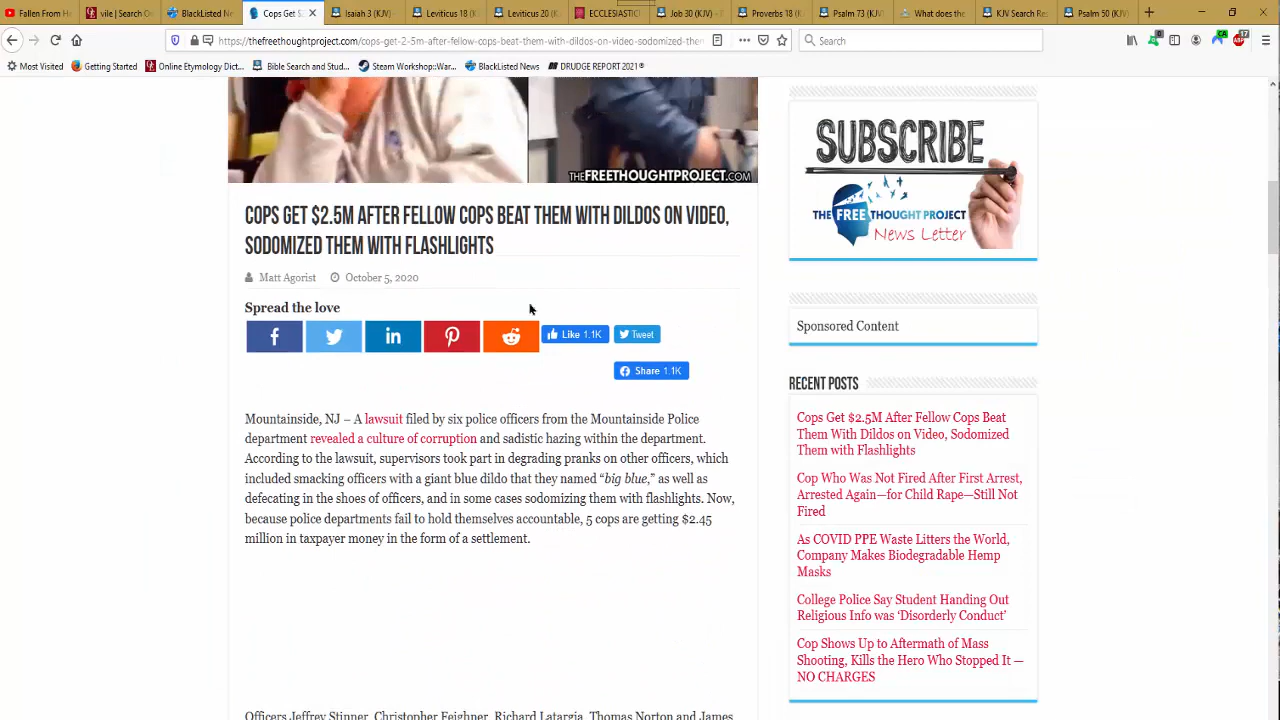 Fallen From H
vile | Search O
BlackListed Ne
Cops Get $
Isaiah 3 (KJV)
Leviticus 18 (
Leviticus 20 (
ECCLESIASTIC
Job 30 (KJV) •
Proverbs 18 (
Psalm 73 (KJV
What does the
KJV Search Res
Psalm 50 (KJV)
https://thefreethoughtproject.com/cops-get-2-5m-after-fellow-cops-beat-them-with-dildos-on-video-sodomized-them
Search
Most Visited
Getting Started
Online Etymology Dict...
Bible Search and Stud...
Steam Workshop::War...
BlackListed News
DRUDGE REPORT 2021®
THEFREETHOUGHTPROJECT.COM
COPS GET $2.5M AFTER FELLOW COPS BEAT THEM WITH DILDOS ON VIDEO,
SODOMIZED THEM WITH FLASHLIGHTS
Matt Agorist October 5, 2020
Spread the love
Like 1.1K
Tweet
Share 1.1K
Mountainside, NJ – A lawsuit filed by six police officers from the Mountainside Police
department revealed a culture of corruption and sadistic hazing within the department.
According to the lawsuit, supervisors took part in degrading pranks on other officers, which
included smacking officers with a giant blue dildo that they named “big blue,” as well as
defecating in the shoes of officers, and in some cases sodomizing them with flashlights. Now,
because police departments fail to hold themselves accountable, 5 cops are getting $2.45
million in taxpayer money in the form of a settlement.
Officers Jeffrey Stinner, Christopher Feighner, Richard Latargia, Thomas Norton and James
SUBSCRIBE
THE FREE THOUGHT PROJECT
News Letter
Sponsored Content
RECENT POSTS
Cops Get $2.5M After Fellow Cops Beat
Them With Dildos on Video, Sodomized
Them with Flashlights
Cop Who Was Not Fired After First Arrest,
Arrested Again—for Child Rape—Still Not
Fired
As COVID PPE Waste Litters the World,
Company Makes Biodegradable Hemp
Masks
College Police Say Student Handing Out
Religious Info was ‘Disorderly Conduct’
Cop Shows Up to Aftermath of Mass
Shooting, Kills the Hero Who Stopped It —
NO CHARGES